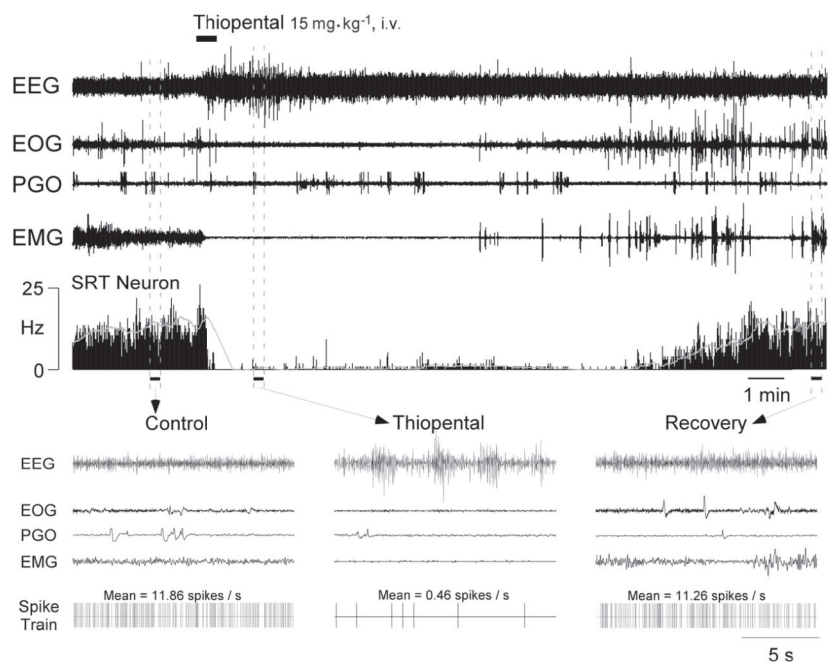 Thiopental 15 mg•kg-1, i.v.
EEG
EOG
PGO
EMG
SRT Neuron
25
Hz
0
1 min
Control Thiopental Recovery
EEG
EOG
PGO
EMG
Mean = 11.86 spikes / s Mean = 0.46 spikes / s Mean = 11.26 spikes / s
Spike
Train
5 s